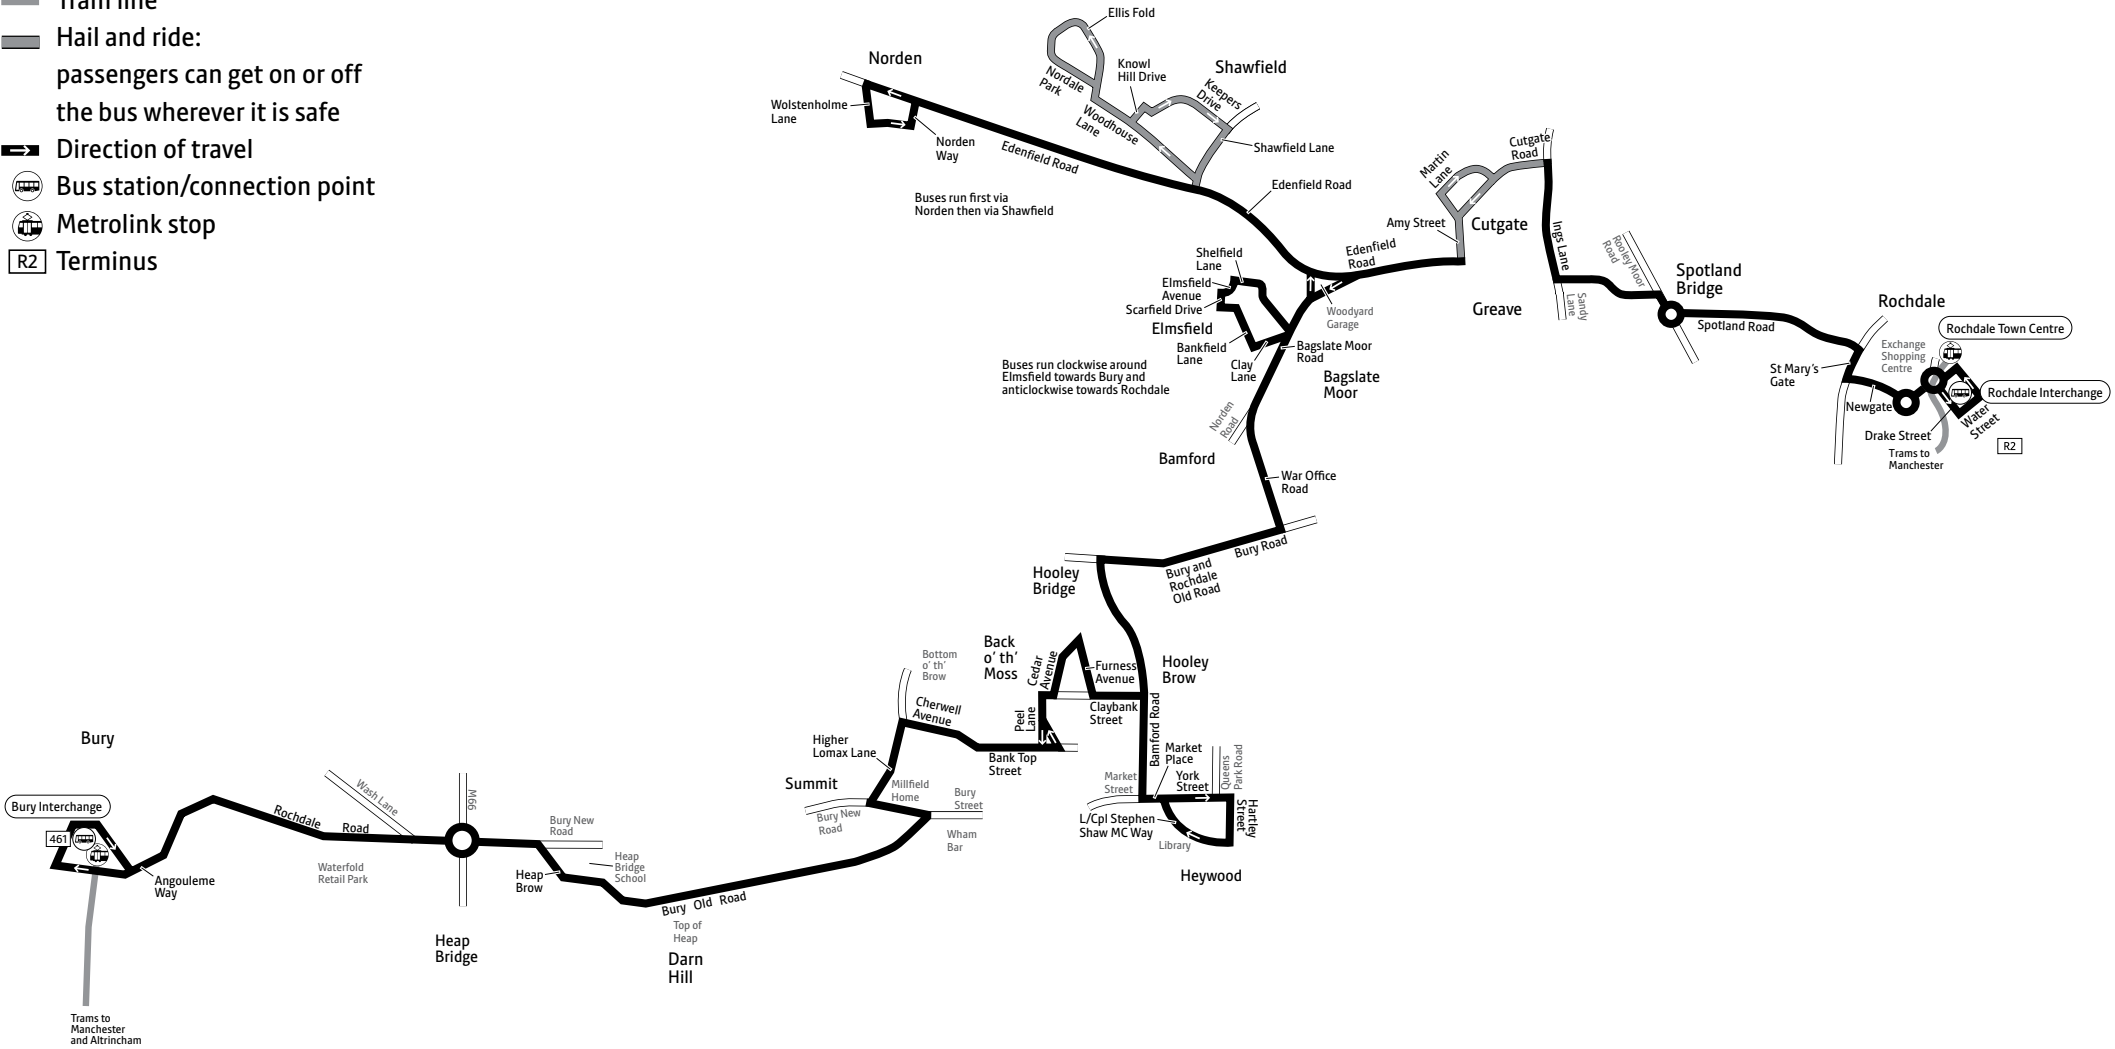 Tram line
Hail and ride:
passengers can get on or off
the bus wherever it is safe
Direction of travel
Bus station/connection point
Metrolink stop
R2
Terminus
Ellis Fold
Norden
Knowl
Hill Drive
Shawfield
Nordale
Park
Keepers
Drive
Wolstenholme
Lane
Woodhouse
Lane
Norden
Way
Edenfield Road
Shawfield Lane
Cutgate
Road
Martin
Lane
Edenfield Road
Buses run first via
Norden then via Shawfield
Amy Street
Cutgate
Ings Lane
Rooley Moor
Road
Edenfield
Road
Shelfield
Lane
Elmsfield
Avenue
Scarfield Drive
Elmsfield
Bankfield
Lane
Clay
Lane
Woodyard
Garage
Bagslate Moor
Road
Bagslate
Moor
Greave
Sandy
Lane
Spotland
Bridge
Spotland Road
Rochdale
Rochdale Town Centre
Exchange
Shopping
Centre
St Mary's
Gate
Newgate
Rochdale Interchange
Drake Street
Water
Street
R2
Trams to
Manchester
Buses run clockwise around
Elmsfield towards Bury and
anticlockwise towards Rochdale
Norden
Road
Bamford
War Office
Road
Bury Road
Bury and
Rochdale
Old Road
Hooley
Bridge
Back
o' th'
Moss
Cedar
Avenue
Furness
Avenue
Hooley
Brow
Bottom
o' th'
Brow
Cherwell
Avenue
Peel
Lane
Claybank
Street
Bamford Road
Bank Top
Street
Higher
Lomax Lane
Summit
Millfield
Home
Bury New
Road
Bury
Street
Wham
Bar
Market
Street
Market
Place
York
Street
Queens
Park Road
Hartley
Street
L/Cpl Stephen
Shaw MC Way
Library
Heywood
Bury
Bury Interchange
461
Angouleme
Way
Rochdale Road
Wash Lane
Waterfold
Retail Park
M66
Bury New
Road
Heap
Bridge
School
Heap
Brow
Heap
Bridge
Bury Old Road
Top of
Heap
Darn
Hill
Trams to
Manchester
and Altrincham